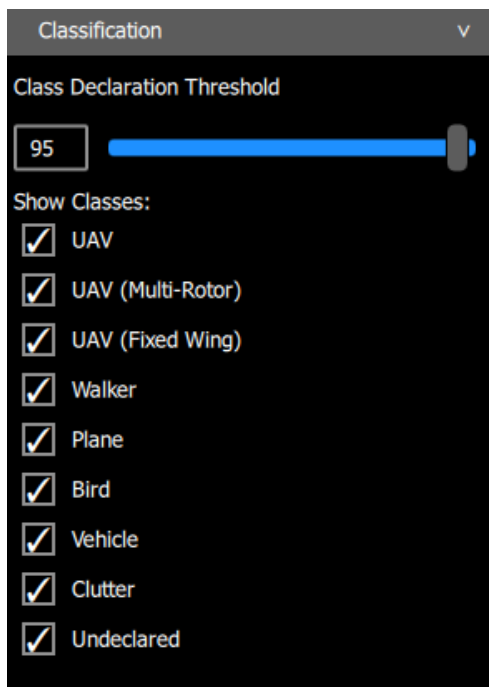 Classification
Class Declaration Threshold
95
Show Classes:
UAV
UAV (Multi-Rotor)
UAV (Fixed Wing)
Walker
Plane
Bird
Vehicle
Clutter
Undeclared